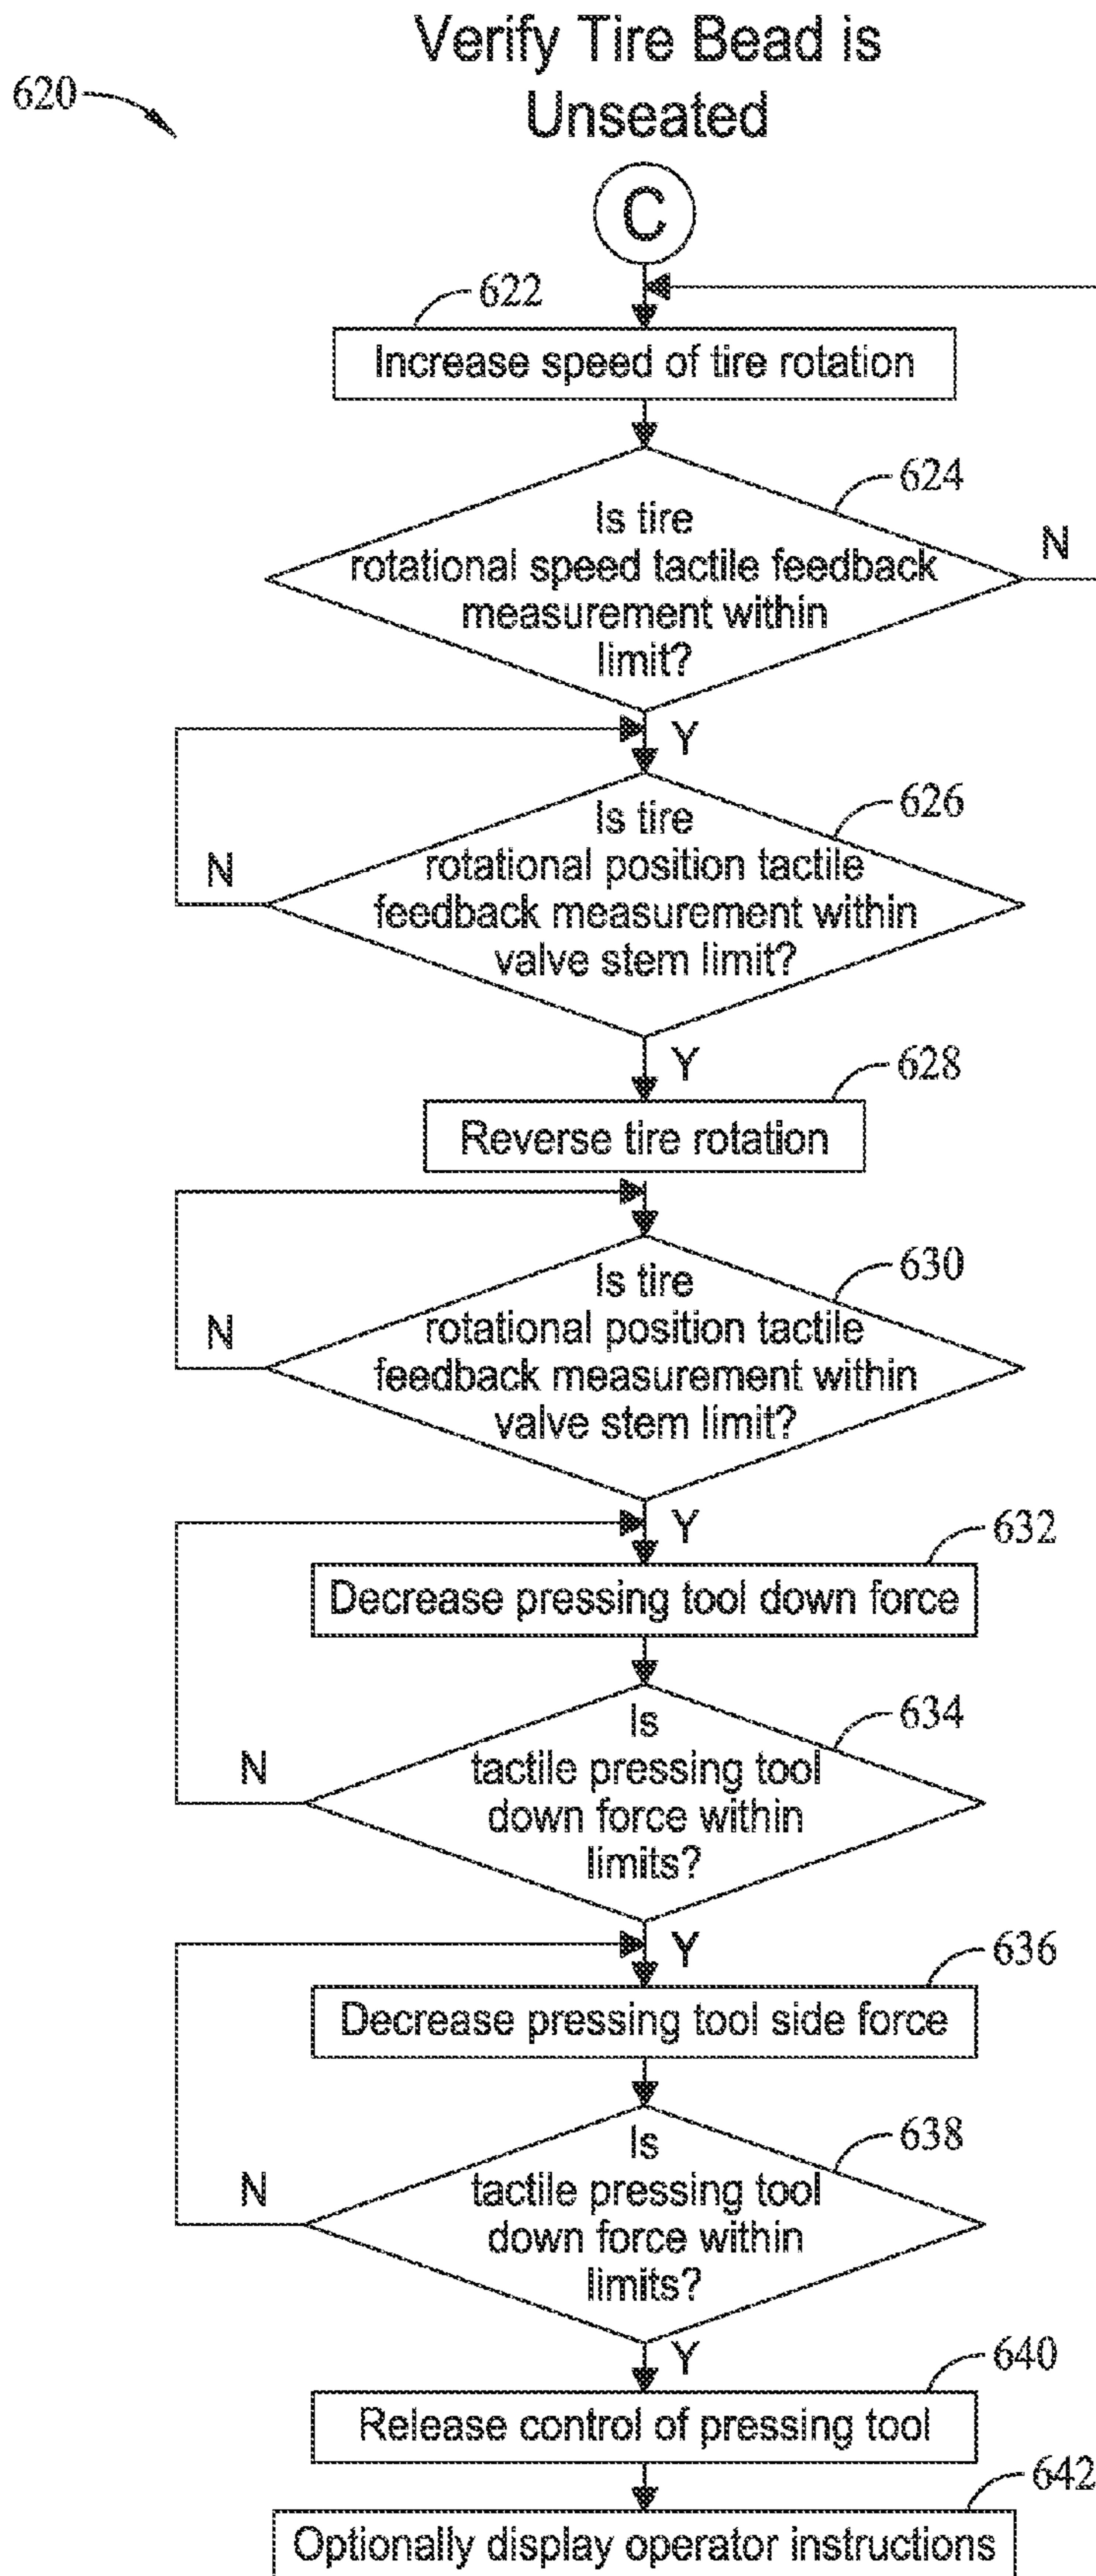 Verify Tire Bead is
Unseated
620
C
622
Increase speed of tire rotation
624
Is tire
rotational speed tactile feedback
measurement within
limit?
N
Y
626
Is tire
rotational position tactile
feedback measurement within
valve stem limit?
N
Y
628
Reverse tire rotation
630
Is tire
rotational position tactile
feedback measurement within
valve stem limit?
N
Y
632
Decrease pressing tool down force
634
Is
tactile pressing tool
down force within
limits?
N
Y
636
Decrease pressing tool side force
638
Is
tactile pressing tool
down force within
limits?
N
Y
640
Release control of pressing tool
642
Optionally display operator instructions